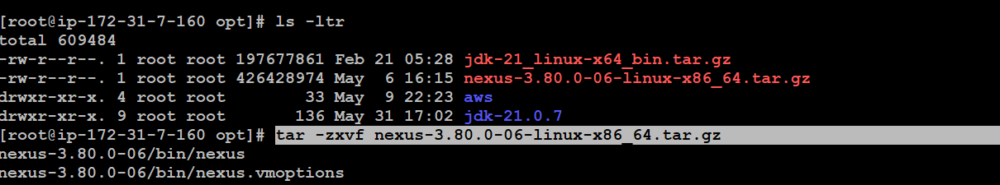 [root@ip-172-31-7-160 opt]# ls -ltr
total 609484
-rw-r--r--. 1 root root 197677861 Feb 21 05:28 jdk-21_linux-x64_bin.tar.gz
-rw-r--r--. 1 root root 426428974 May  6 16:15 nexus-3.80.0-06-linux-x86_64.tar.gz
drwxr-xr-x. 4 root root        33 May  9 22:23 aws
drwxr-xr-x. 9 root root       136 May 31 17:02 jdk-21.0.7
[root@ip-172-31-7-160 opt]# tar -zxvf nexus-3.80.0-06-linux-x86_64.tar.gz
nexus-3.80.0-06/bin/nexus
nexus-3.80.0-06/bin/nexus.vmoptions